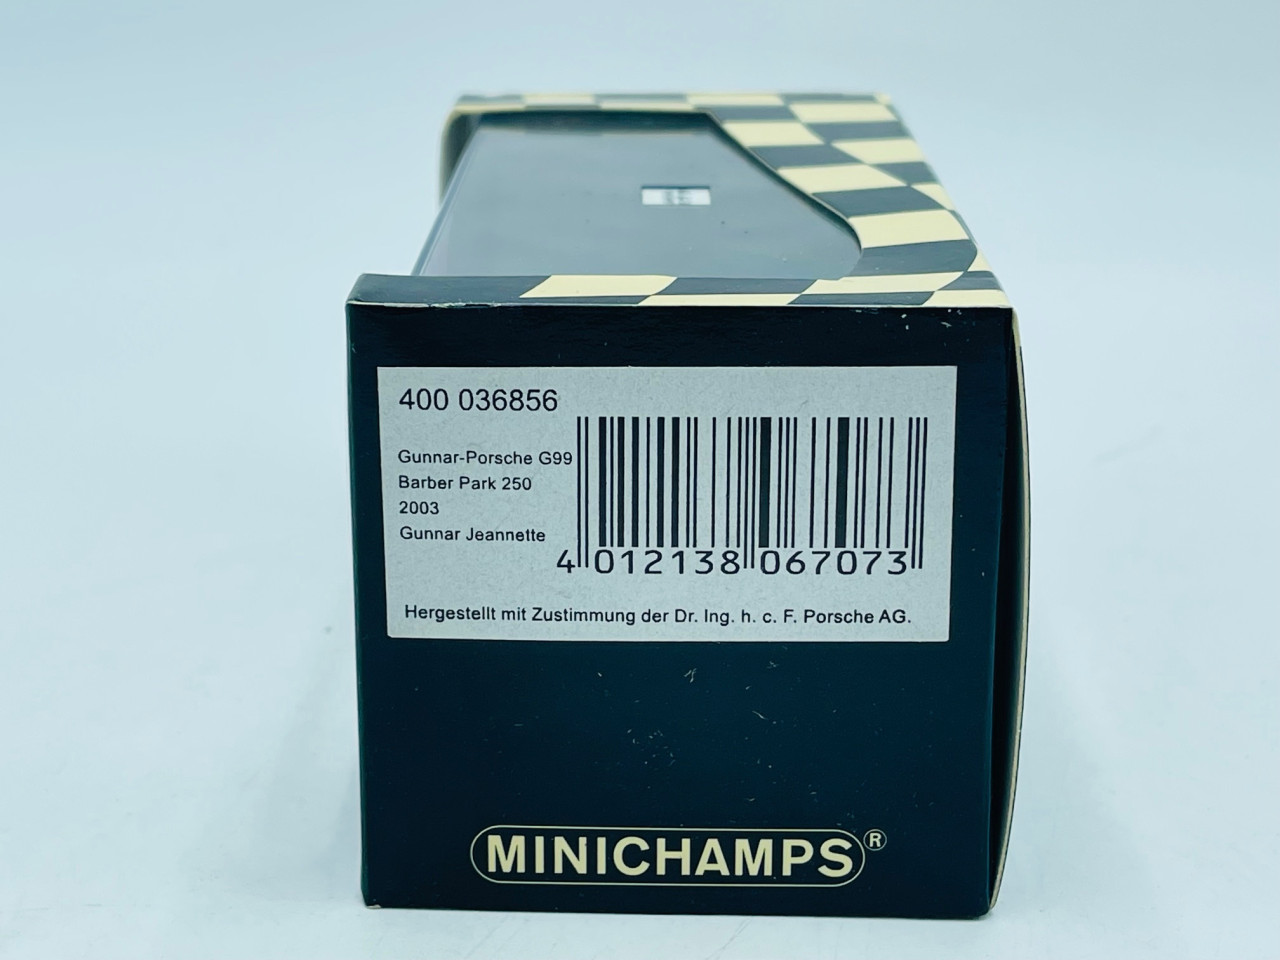 400 036856
Gunnar-Porsche G99
Barber Park 250
2003
Gunnar Jeannette
4 012138 067073
Hergestellt mit Zustimmung der Dr. Ing. h. c. F. Porsche AG.
MINICHAMPS®